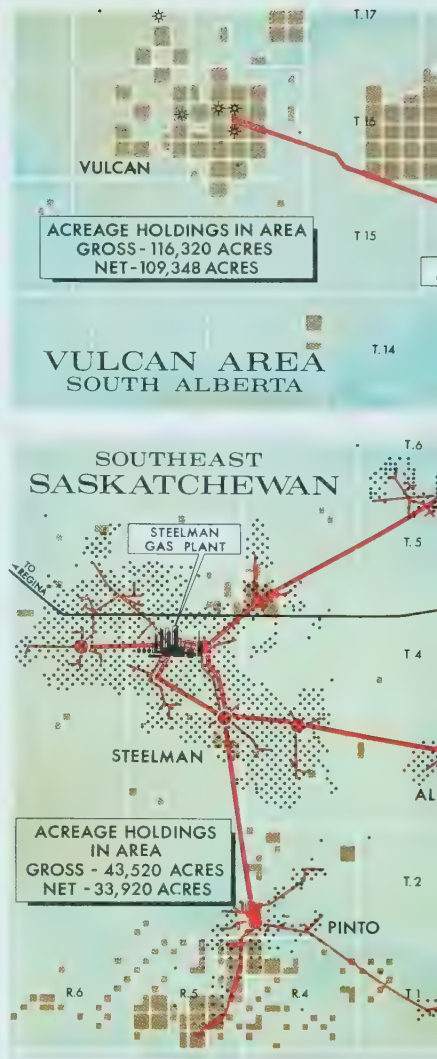 T.17
T 16
VULCAN
ACREAGE HOLDINGS IN AREA
GROSS - 116,320 ACRES
NET - 109,348 ACRES
T 15
T. 14
VULCAN AREA
SOUTH ALBERTA
T.6
SOUTHEAST
SASKATCHEWAN
STEELMAN
GAS PLANT
T. 5
TO
REGINA
T 4
STEELMAN
AL
ACREAGE HOLDINGS
IN AREA
GROSS - 43,520 ACRES
NET - 33,920 ACRES
T. 2
PINTO
R.6
R.5
R.4
T 1